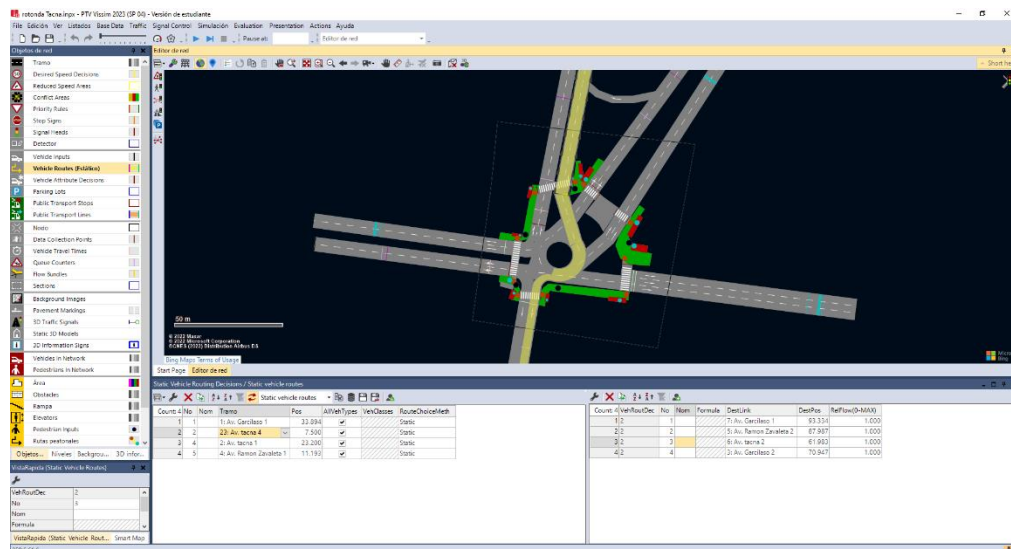 rotonda Tacna.inpx - PTV Vissim 2023 (SP 04) - Versión de estudiante
File Edición Ver Listados Base Data Traffic Signal Control Simulación Evaluation Presentation Actions Ayuda
Pause at: Editor de red
Objetos de red
Editor de red
Short he
Tramo
Desired Speed Decisions
Reduced Speed Areas
Conflict Areas
Priority Rules
Stop Signs
Signal Heads
Detector
Vehicle Inputs
Vehicle Routes (Estático)
Vehicle Attribute Decisions
Parking Lots
Public Transport Stops
Public Transport Lines
Node
Data Collection Points
Vehicle Travel Times
Queue Counters
Flow Bundles
Sections
Background Images
Pavement Markings
3D Traffic Signals
Static 3D Models
3D Information Signs
Vehicles In Network
Pedestrians In Network
Área
Obstacles
Rampa
Elevators
Pedestrian Inputs
Rutas peatonales
Objetos... Niveles Backgrou... 3D infor...
50 m
© 2022 Maxar
© 2022 Microsoft Corporation
Bing Maps Terms of Usage
Start Page Editor de red
Static Vehicle Routing Decisions / Static vehicle routes
Static vehicle routes
Count: 4 No Nom Tramo Pos AllVehTypes VehClasses RouteChoiceMeth
1 1 1: Av. Garcilaso 1 33.894 Static
2 2 23: Av. tacna 4 7.500 Static
3 4 2: Av. tacna 1 23.200 Static
4 5 4: Av. Ramon Zavaleta 1 11.193 Static
Count: 4 VehRoutDec No Nom Formula DestLink DestPos RelFlow(0-MAX)
1 2 1 7: Av. Garcilaso 1 93.334 1.000
2 2 2 5: Av. Ramon Zavaleta 2 67.987 1.000
3 2 3 6: Av. tacna 2 61.983 1.000
4 2 4 3: Av. Garcilaso 2 70.947 1.000
VistaRapida (Static Vehicle Routes)
VehRoutDec 2
No 3
Nom
Formula
VistaRapida (Static Vehicle Rout... Smart Map